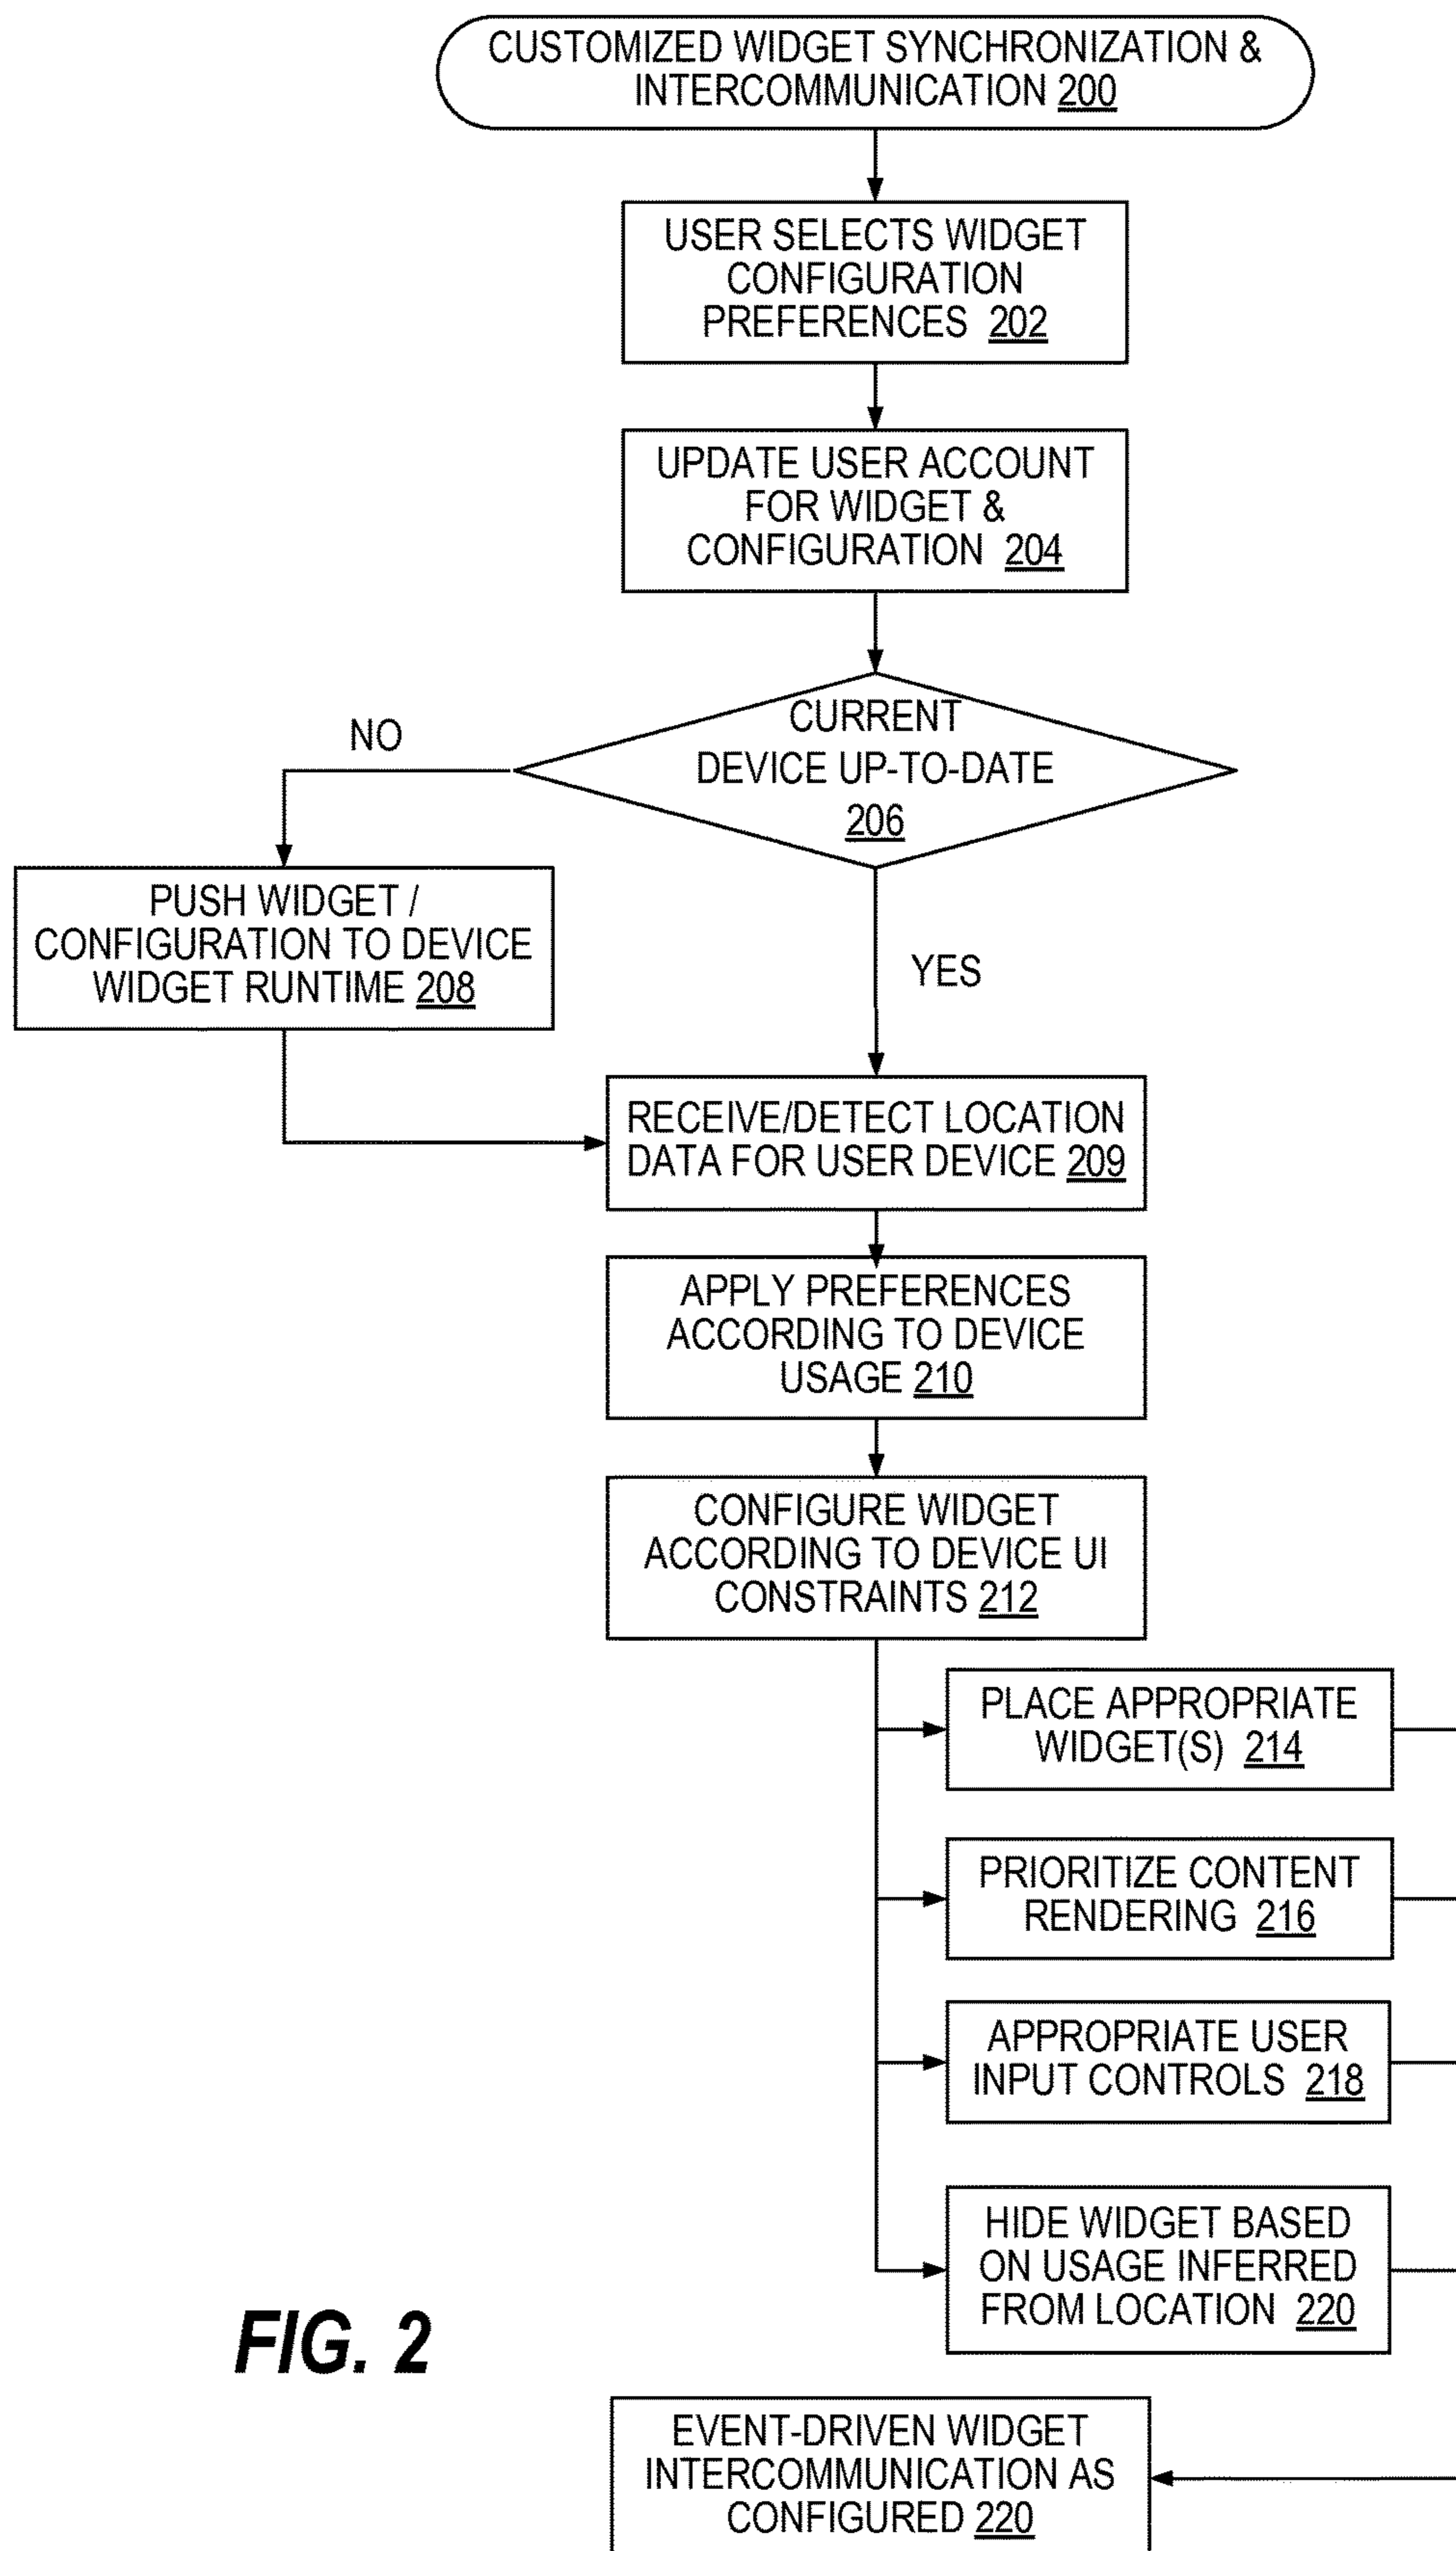 CUSTOMIZED WIDGET SYNCHRONIZATION &
INTERCOMMUNICATION 200
USER SELECTS WIDGET
CONFIGURATION
PREFERENCES 202
UPDATE USER ACCOUNT
FOR WIDGET &
CONFIGURATION 204
CURRENT
DEVICE UP-TO-DATE
206
NO
YES
PUSH WIDGET /
CONFIGURATION TO DEVICE
WIDGET RUNTIME 208
RECEIVE/DETECT LOCATION
DATA FOR USER DEVICE 209
APPLY PREFERENCES
ACCORDING TO DEVICE
USAGE 210
CONFIGURE WIDGET
ACCORDING TO DEVICE UI
CONSTRAINTS 212
PLACE APPROPRIATE
WIDGET(S) 214
PRIORITIZE CONTENT
RENDERING 216
APPROPRIATE USER
INPUT CONTROLS 218
HIDE WIDGET BASED
ON USAGE INFERRED
FROM LOCATION 220
FIG. 2
EVENT-DRIVEN WIDGET
INTERCOMMUNICATION AS
CONFIGURED 220